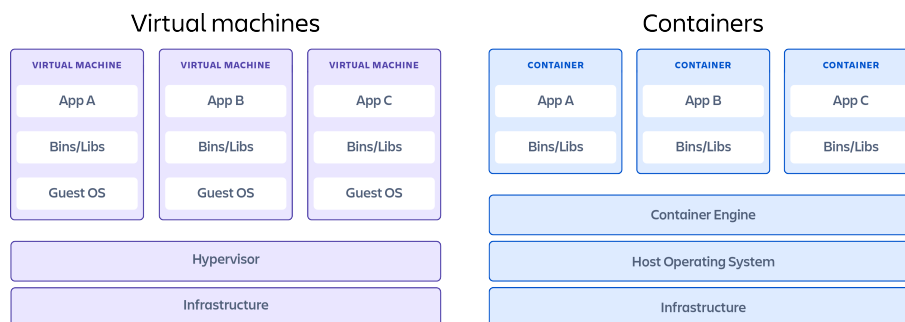 Virtual machines
VIRTUAL MACHINE
App A
Bins/Libs
Guest OS
VIRTUAL MACHINE
App B
Bins/Libs
Guest OS
VIRTUAL MACHINE
App C
Bins/Libs
Guest OS
Hypervisor
Infrastructure
Containers
CONTAINER
App A
Bins/Libs
CONTAINER
App B
Bins/Libs
CONTAINER
App C
Bins/Libs
Container Engine
Host Operating System
Infrastructure